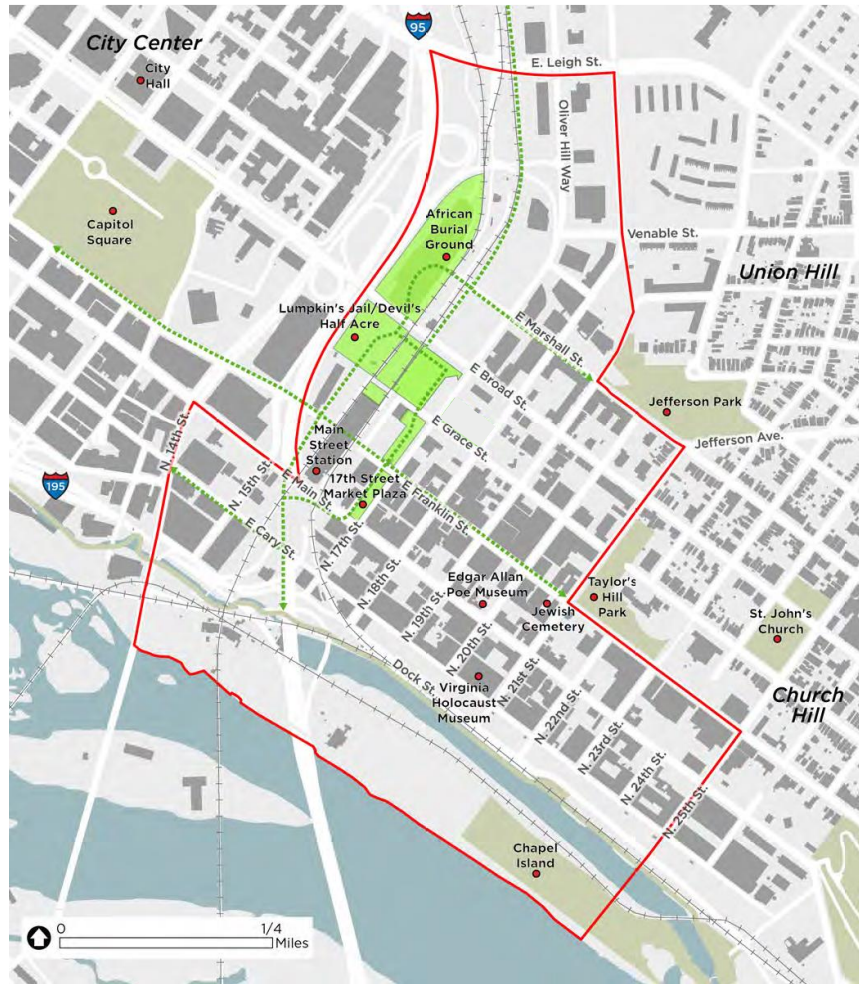 City Center
City
Hall
95
E. Leigh St.
Oliver Hill Way
Capitol
Square
African
Burial
Ground
Venable St.
Union Hill
Lumpkin's Jail/Devil's
Half Acre
E Marshall St.
E Broad St.
Jefferson Park
Jefferson Ave.
E Grace St.
N. 14th St.
Main
Street
Station
N. 15th St.
E Main St.
17th Street
Market Plaza
E Franklin St.
195
E Cary St.
N. 17th St.
N. 18th St.
Edgar Allan
Poe Museum
Jewish
Cemetery
Taylor's
Hill
Park
St. John's
Church
N. 19th St.
N. 20th St.
N. 21st St.
Dock St.
Virginia
Holocaust
Museum
Church
Hill
N. 22nd St.
N. 23rd St.
N. 24th St.
N. 25th St.
Chapel
Island
0 1/4
Miles